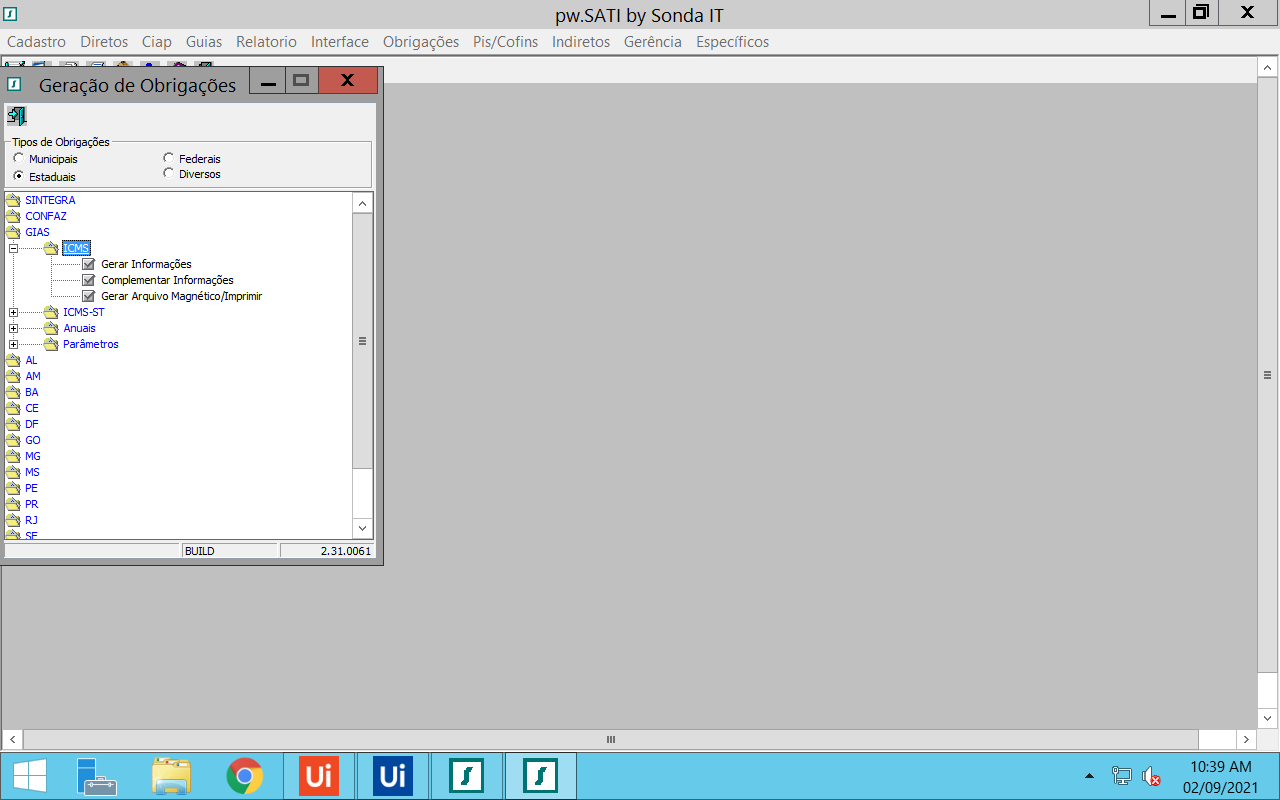 pw.SATI by Sonda IT
Cadastro Diretos Ciap Guias Relatorio Interface Obrigações Pis/Cofins Indiretos Gerência Específicos
Geração de Obrigações
Tipos de Obrigações
Municipais Federais
Estaduais Diversos
SINTEGRA
CONFAZ
GIAS
ICMS
Gerar Informações
Complementar Informações
Gerar Arquivo Magnético/Imprimir
ICMS-ST
Anuais
Parâmetros
AL
AM
BA
CE
DF
GO
MG
MS
PE
PR
RJ
BUILD 2.31.0061
Ui Ui
10:39 AM
02/09/2021